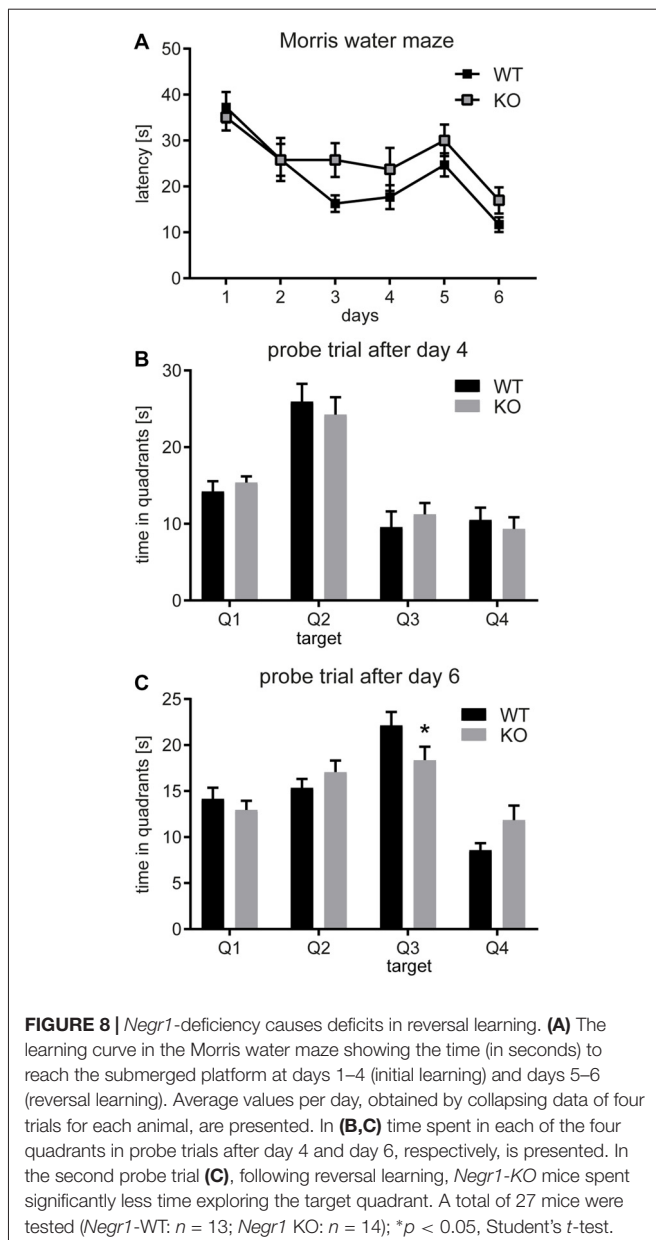 A Morris water maze
50
40
30
20
10
0
latency [s]
WT
KO
1 2 3 4 5 6
days
B probe trial after day 4
30
20
10
0
time in quadrants [s]
WT
KO
Q1 Q2 Q3 Q4
target
C probe trial after day 6
25
20
15
10
5
0
time in quadrants [s]
WT
KO
*
Q1 Q2 Q3 Q4
target
FIGURE 8 | Negr1-deficiency causes deficits in reversal learning. (A) The
learning curve in the Morris water maze showing the time (in seconds) to
reach the submerged platform at days 1–4 (initial learning) and days 5–6
(reversal learning). Average values per day, obtained by collapsing data of four
trials for each animal, are presented. In (B,C) time spent in each of the four
quadrants in probe trials after day 4 and day 6, respectively, is presented. In
the second probe trial (C), following reversal learning, Negr1-KO mice spent
significantly less time exploring the target quadrant. A total of 27 mice were
tested (Negr1-WT: n = 13; Negr1 KO: n = 14); *p < 0.05, Student's t-test.